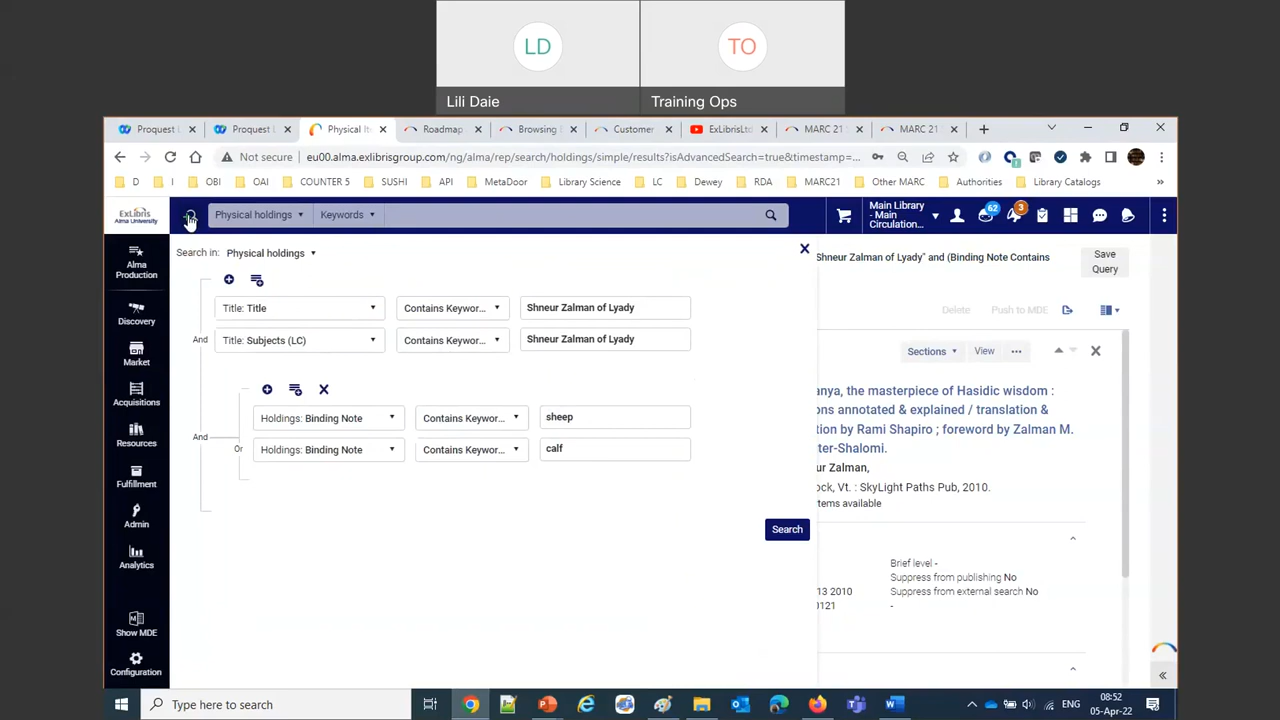 LD
TO
Lili Daie
Training Ops
Proquest L
Proquest L
Physical Ite
Roadmap
Browsing E
Customer
ExLibrisLtd
MARC 21
MARC 21
Not secure
eu00.alma.exlibrisgroup.com/ng/alma/rep/search/holdings/simple/results?isAdvancedSearch=true&timestamp=...
D
I
OBI
OAI
COUNTER 5
SUSHI
API
MetaDoor
Library Science
LC
Dewey
RDA
MARC21
Other MARC
Authorities
Library Catalogs
»
ExLibris
Alma University
Physical holdings
Keywords
Main Library
- Main
Circulation...
62
3
Alma
Production
Discovery
Market
Acquisitions
Resources
Fulfillment
Admin
Analytics
Show MDE
Configuration
Search in: Physical holdings
Title: Title
Contains Keywor...
Shneur Zalman of Lyady
And
Title: Subjects (LC)
Contains Keywor...
Shneur Zalman of Lyady
Holdings: Binding Note
Contains Keywor...
sheep
And
Or
Holdings: Binding Note
Contains Keywor...
calf
Search
Shneur Zalman of Lyady" and (Binding Note Contains
Save
Query
Delete
Push to MDE
Sections
View
anya, the masterpiece of Hasidic wisdom :
ons annotated & explained / translation &
tion by Rami Shapiro ; foreword by Zalman M.
ter-Shalomi.
ur Zalman,
ock, Vt. : SkyLight Paths Pub, 2010.
tems available
Brief level -
Suppress from publishing No
13 2010
Suppress from external search No
0121
-
Type here to search
ENG
08:52
05-Apr-22